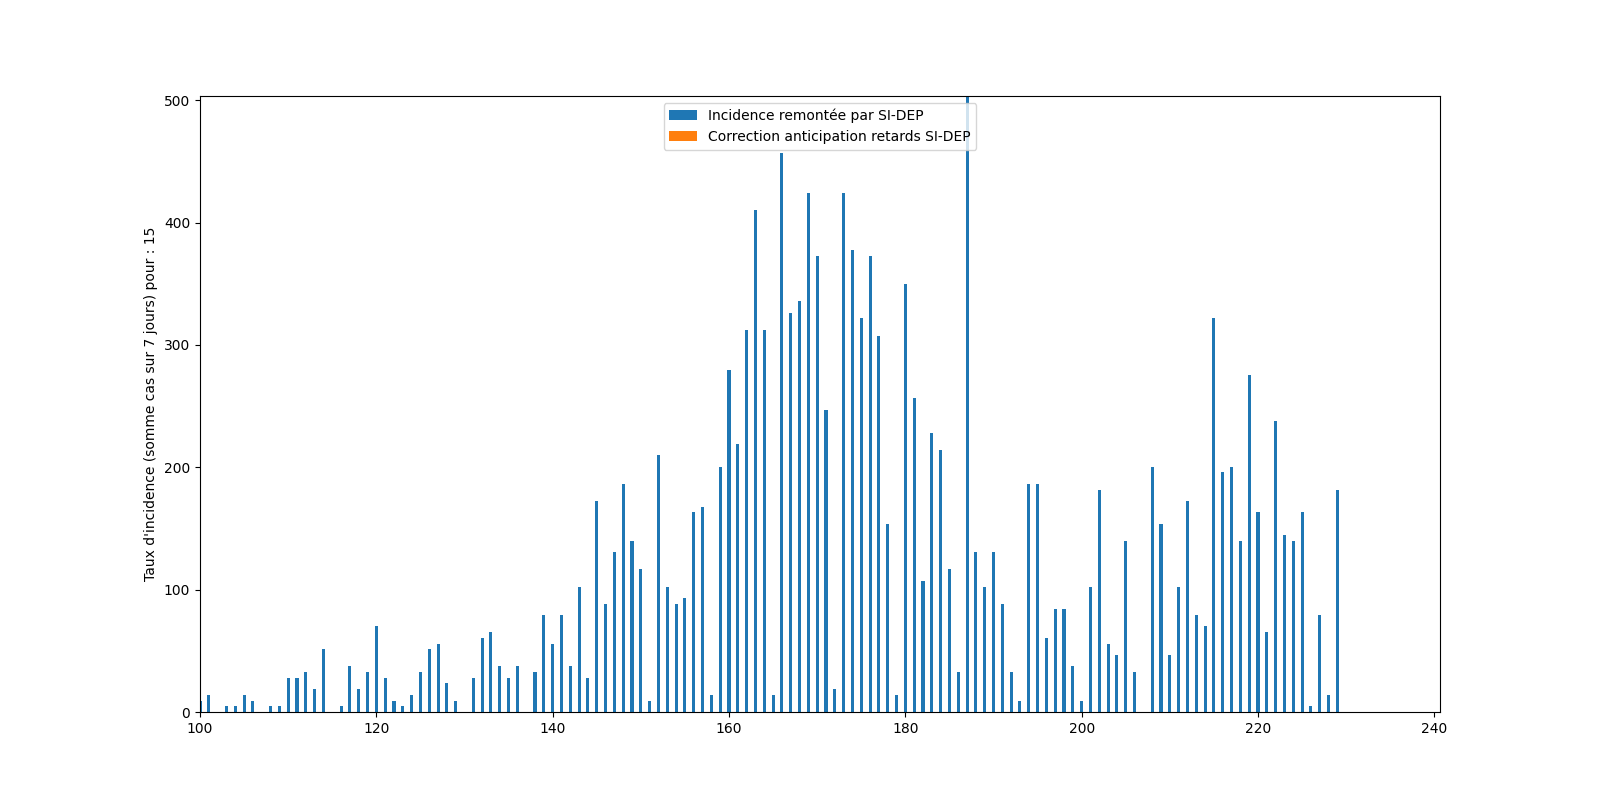 Incidence remontée par SI-DEP
Correction anticipation retards SI-DEP
Taux d'incidence (somme cas sur 7 jours) pour : 15
500
400
300
200
100
0
100 120 140 160 180 200 220 240